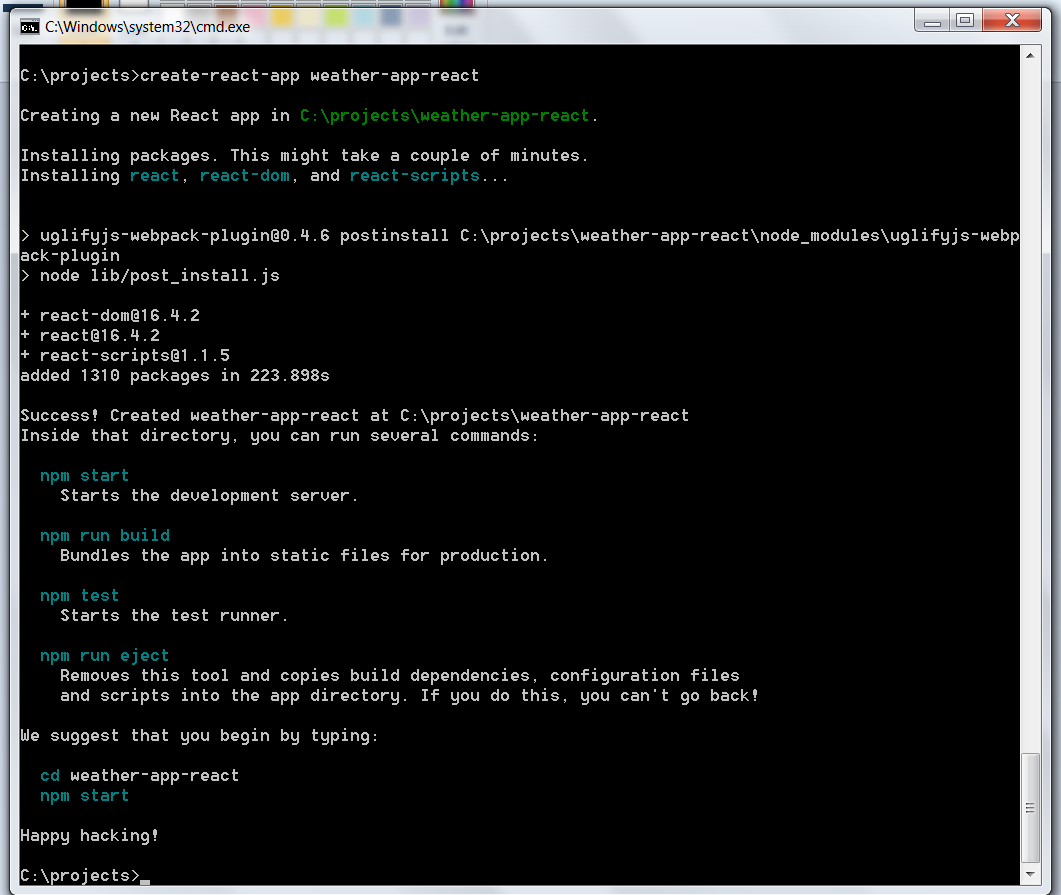 C:\Windows\system32\cmd.exe
C:\projects>create-react-app weather-app-react
Creating a new React app in C:\projects\weather-app-react.
Installing packages. This might take a couple of minutes.
Installing react, react-dom, and react-scripts...
> uglifyjs-webpack-plugin@0.4.6 postinstall C:\projects\weather-app-react\node_modules\uglifyjs-webp
ack-plugin
> node lib/post_install.js
+ react-dom@16.4.2
+ react@16.4.2
+ react-scripts@1.1.5
added 1310 packages in 223.898s
Success! Created weather-app-react at C:\projects\weather-app-react
Inside that directory, you can run several commands:
npm start
Starts the development server.
npm run build
Bundles the app into static files for production.
npm test
Starts the test runner.
npm run eject
Removes this tool and copies build dependencies, configuration files
and scripts into the app directory. If you do this, you can't go back!
We suggest that you begin by typing:
cd weather-app-react
npm start
Happy hacking!
C:\projects>_